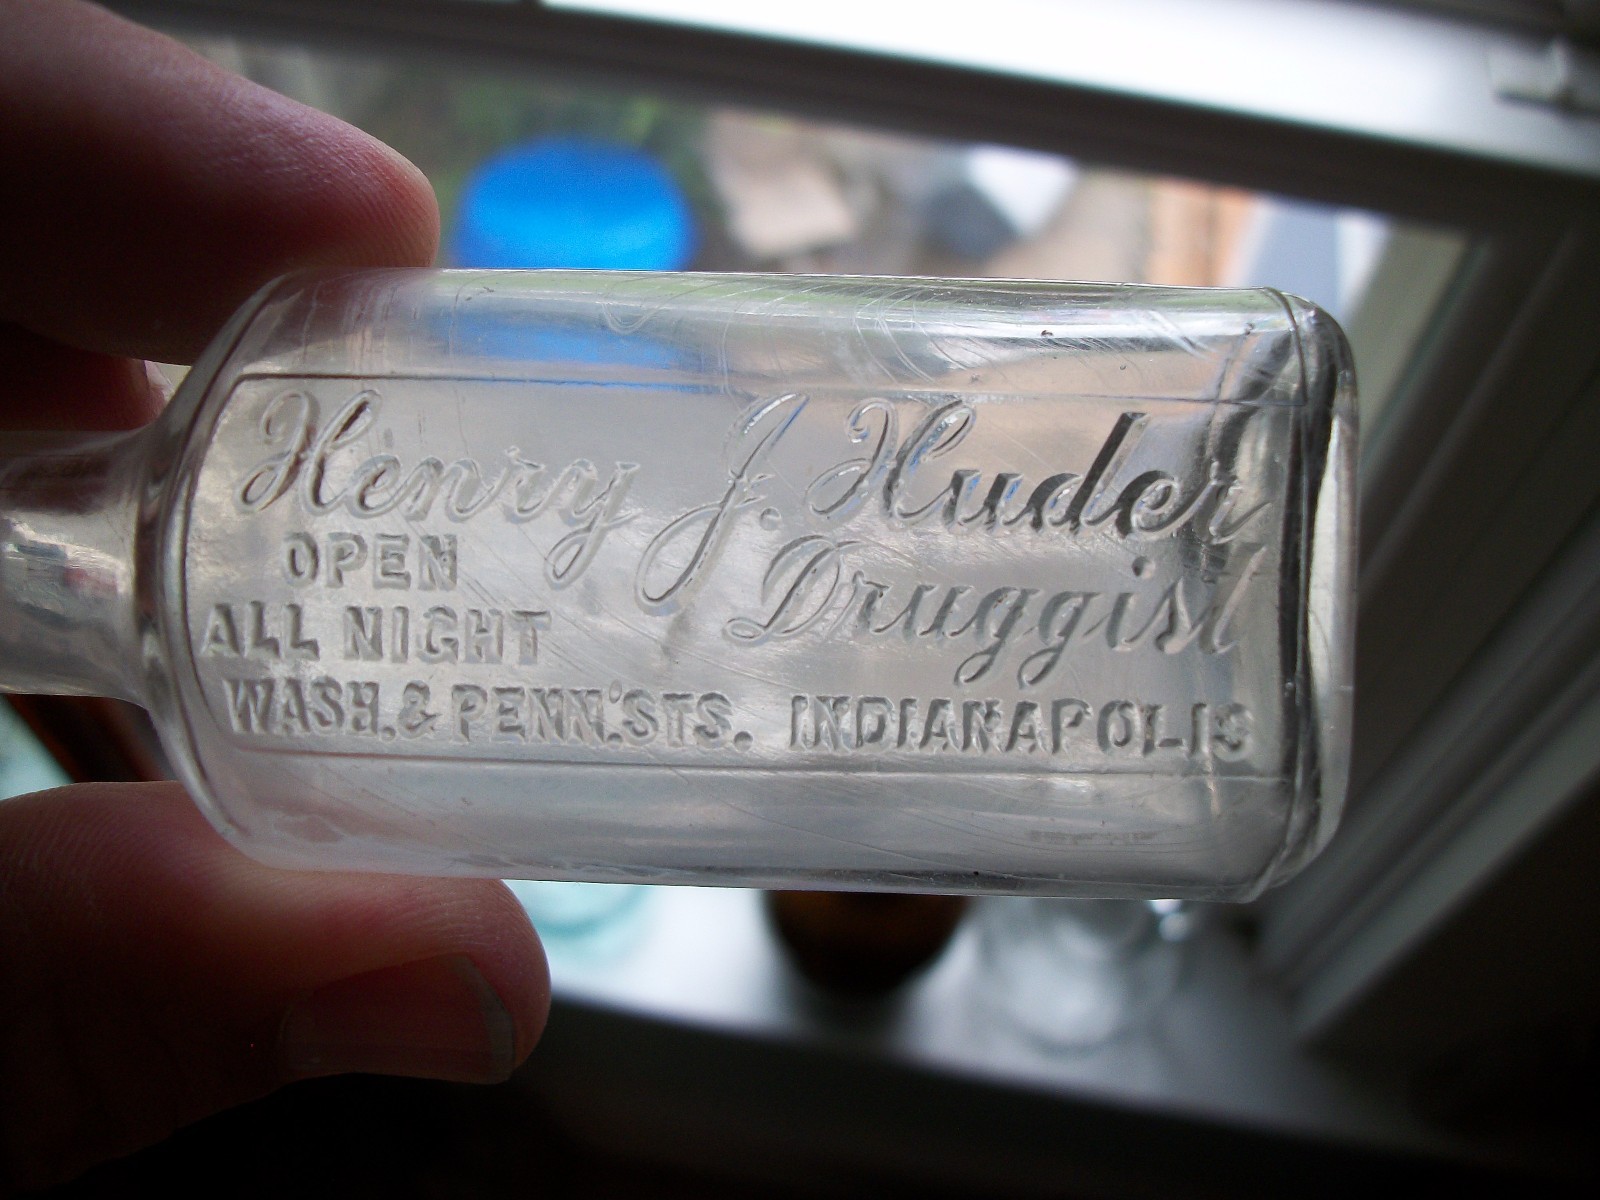 Henry J. Huder
Druggist
OPEN
ALL NIGHT
WASH. & PENN. STS. INDIANAPOLIS